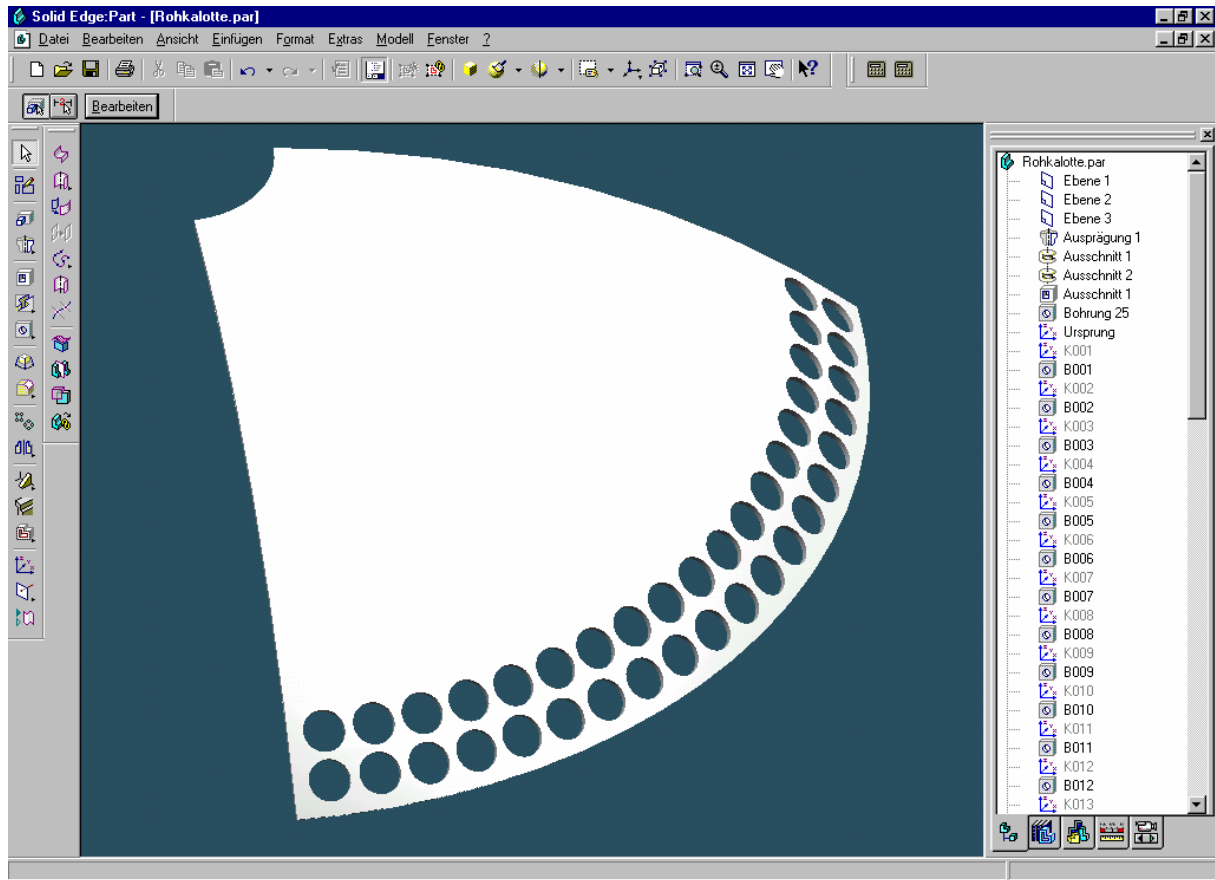 Solid Edge:Part - [Rohkalotte.par]
Datei Bearbeiten Ansicht Einfügen Format Extras Modell Fenster ?
Bearbeiten
Rohkalotte.par
Ebene 1
Ebene 2
Ebene 3
Ausprägung 1
Ausschnitt 1
Ausschnitt 2
Ausschnitt 1
Bohrung 25
Ursprung
K001
B001
K002
B002
K003
B003
K004
B004
K005
B005
K006
B006
K007
B007
K008
B008
K009
B009
K010
B010
K011
B011
K012
B012
K013